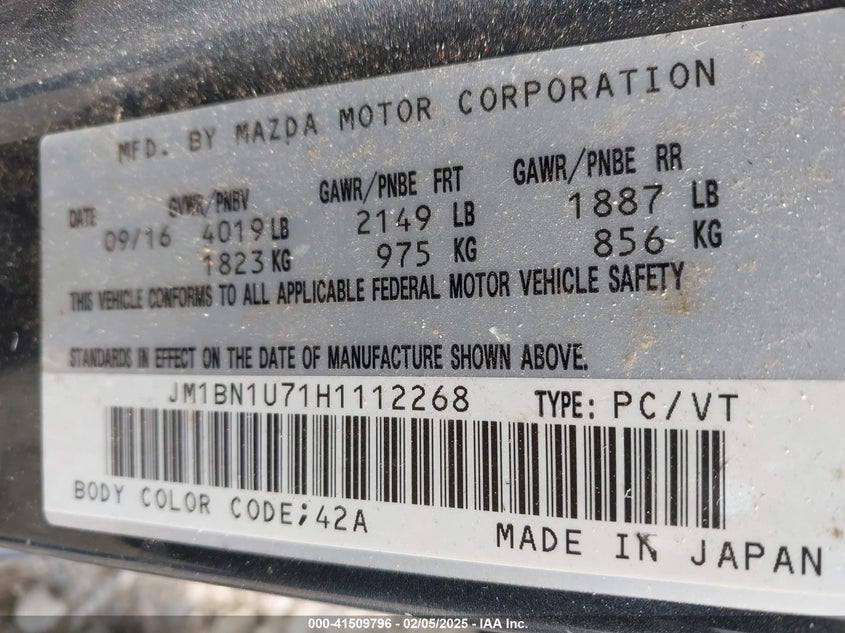 MFD. BY MAZDA MOTOR CORPORATION
DATE GVWR/PNBV GAWR/PNBE FRT GAWR/PNBE RR
09/16 4019 LB 2149 LB 1887 LB
1823 KG 975 KG 856 KG
THIS VEHICLE CONFORMS TO ALL APPLICABLE FEDERAL MOTOR VEHICLE SAFETY
STANDARDS IN EFFECT ON THE DATE OF MANUFACTURE SHOWN ABOVE.
JM1BN1U71H1112268 TYPE: PC/VT
BODY COLOR CODE;42A
MADE IN JAPAN
000-41509796 - 02/05/2025 - IAA Inc.